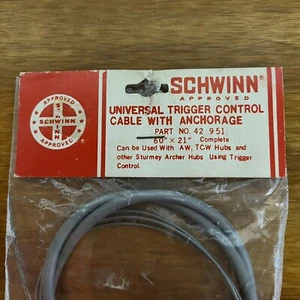 APPROVED
SCHWINN
APPROVED
SCHWINN
SCHWINN®
APPROVED
UNIVERSAL TRIGGER CONTROL
CABLE WITH ANCHORAGE
PART NO. 42 951
60" × 21" Complete
Can be Used With AW, TCW Hubs and
other Sturmey Archer Hubs Using Trigger
Control.